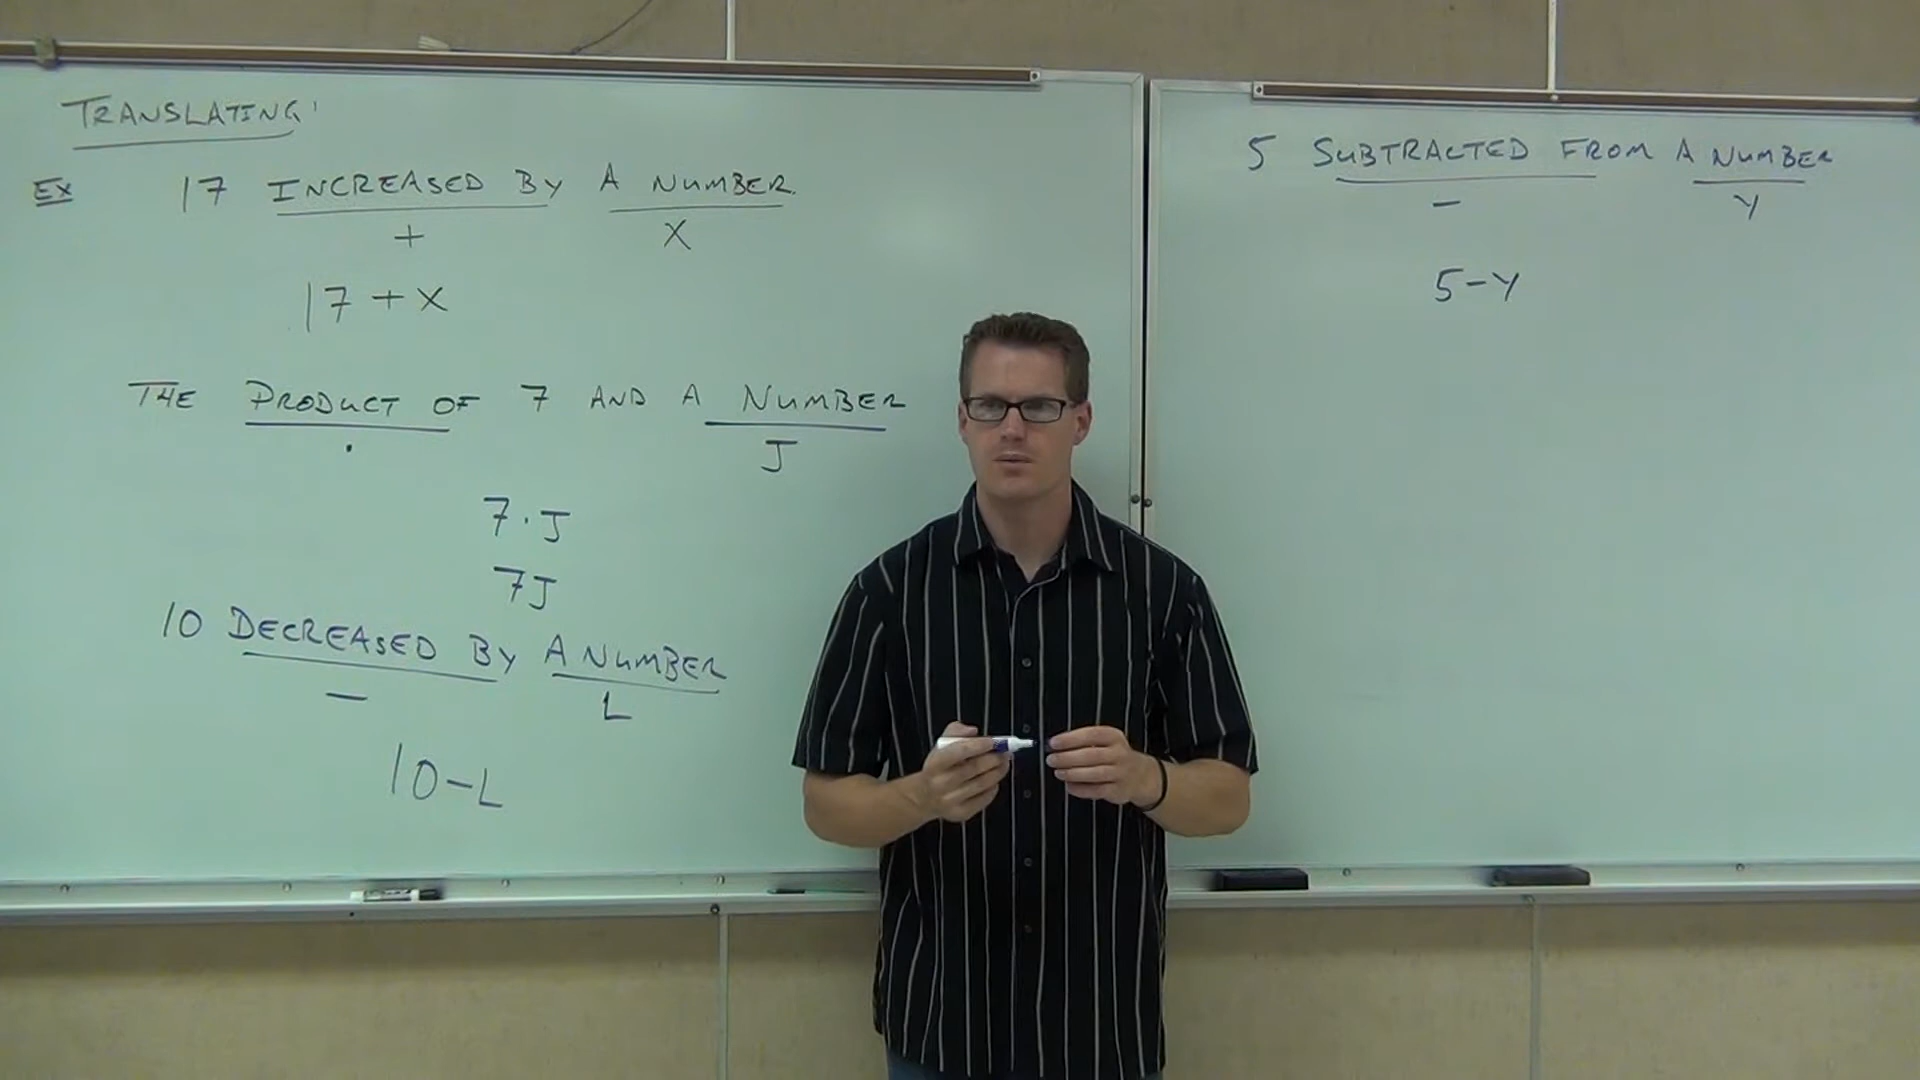 TRANSLATING:
EX 17 INCREASED BY A NUMBER.
+ X
17 + X
THE PRODUCT OF 7 AND A NUMBER
· J
7 · J
7J
10 DECREASED BY A NUMBER
− L
10 − L
5 SUBTRACTED FROM A NUMBER
− Y
5 − Y